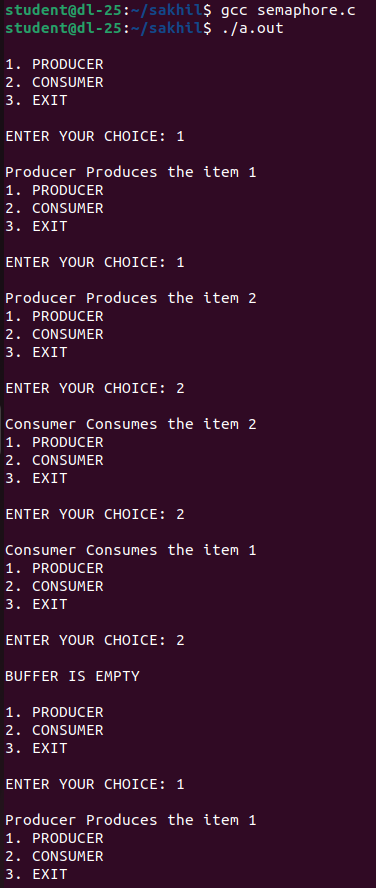 student@dl-25:~/sakhil$ gcc semaphore.c
student@dl-25:~/sakhil$ ./a.out
1. PRODUCER
2. CONSUMER
3. EXIT
ENTER YOUR CHOICE: 1
Producer Produces the item 1
1. PRODUCER
2. CONSUMER
3. EXIT
ENTER YOUR CHOICE: 1
Producer Produces the item 2
1. PRODUCER
2. CONSUMER
3. EXIT
ENTER YOUR CHOICE: 2
Consumer Consumes the item 2
1. PRODUCER
2. CONSUMER
3. EXIT
ENTER YOUR CHOICE: 2
Consumer Consumes the item 1
1. PRODUCER
2. CONSUMER
3. EXIT
ENTER YOUR CHOICE: 2
BUFFER IS EMPTY
1. PRODUCER
2. CONSUMER
3. EXIT
ENTER YOUR CHOICE: 1
Producer Produces the item 1
1. PRODUCER
2. CONSUMER
3. EXIT